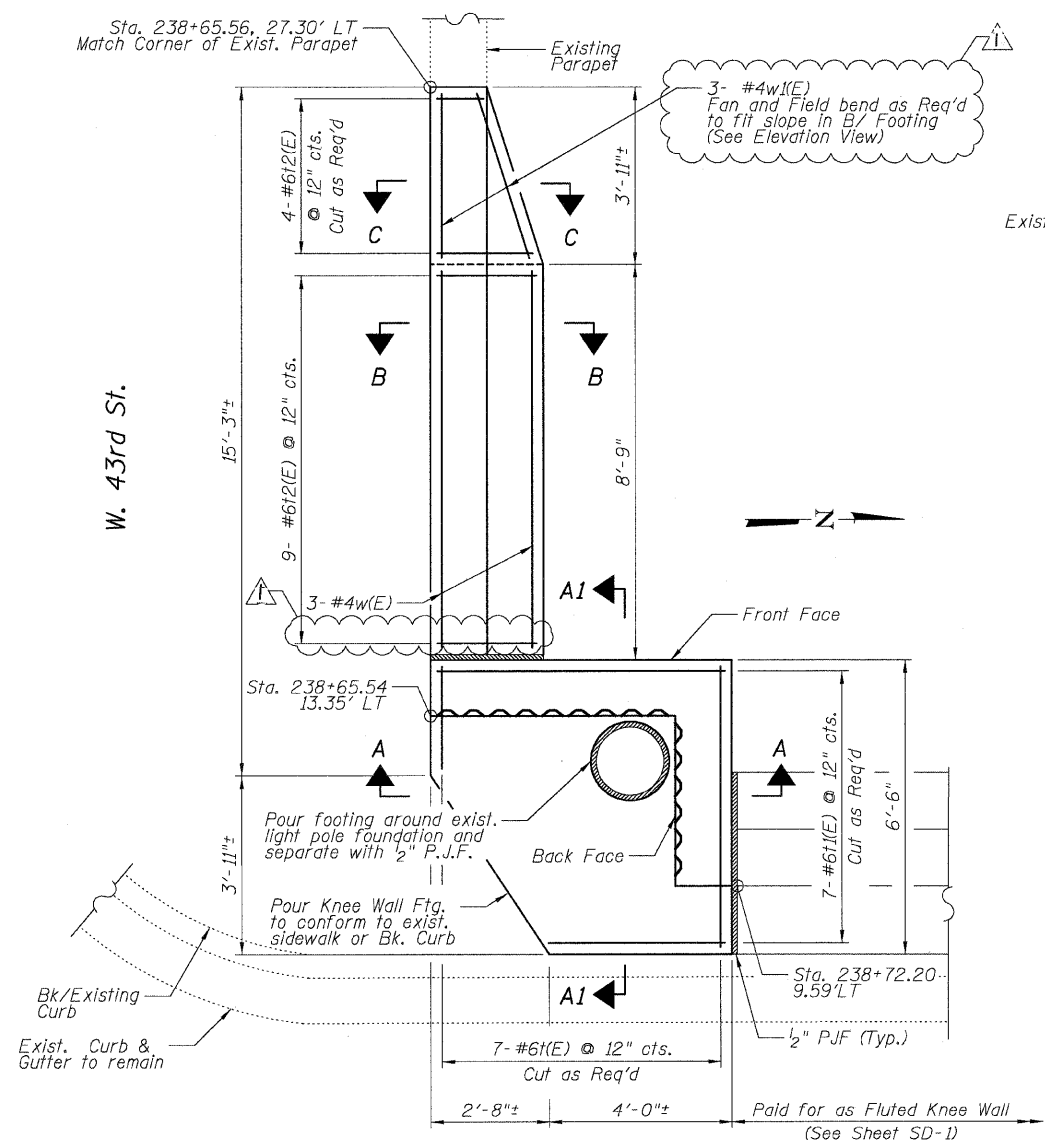 Sta. 238+65.56, 27.30' LT
Match Corner of Exist. Parapet
Existing
Parapet
1
3- #4w1(E)
Fan and Field bend as Req'd
to fit slope in B/ Footing
(See Elevation View)
4- #6t2(E)
@ 12" cts.
Cut as Req'd
3'-11"±
C
C
B
B
15'-3"±
9- #6t2(E) @ 12" cts.
8'-9"
W. 43rd St.
N
1
3- #4w(E)
A1
Front Face
Sta. 238+65.54
13.35' LT
A
A
Pour footing around exist.
light pole foundation and
separate with 1/2" P.J.F.
Back Face
7- #6t1(E) @ 12" cts.
Cut as Req'd
6'-6"
3'-11"±
Pour Knee Wall Ftg.
to conform to exist.
sidewalk or Bk. Curb
Bk/Existing
Curb
Exist. Curb &
Gutter to remain
A1
Sta. 238+72.20
9.59'LT
1/2" PJF (Typ.)
7- #6t(E) @ 12" cts.
Cut as Req'd
2'-8"±
4'-0"±
Paid for as Fluted Knee Wall
(See Sheet SD-1)